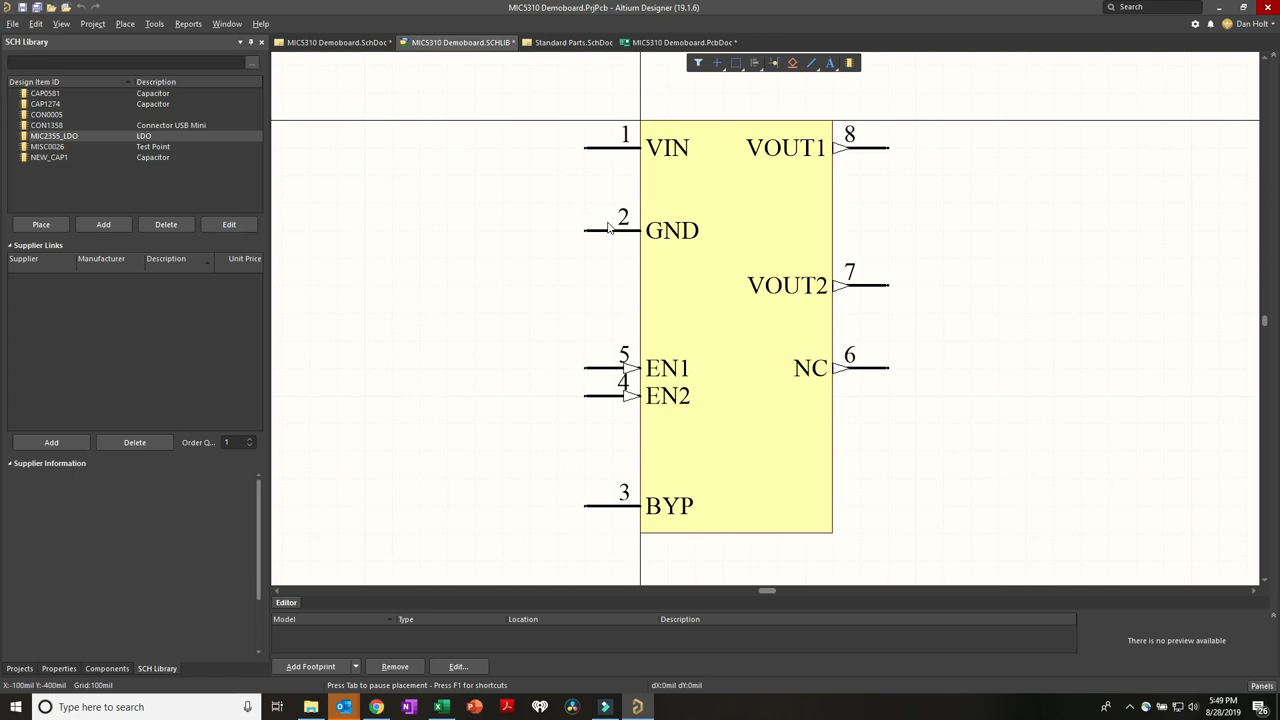 MIC5310 Demoboard.PrjPcb - Altium Designer (19.1.6)
Search
File Edit View Project Place Tools Reports Window Help
Dan Holt
SCH Library
MIC5310 Demoboard.SchDoc *
MIC5310 Demoboard.SCHLIB *
Standard Parts.SchDoc
MIC5310 Demoboard.PcbDoc *
...
Design Item ID Description
CAP0581 Capacitor
CAP1274 Capacitor
CON0005
CON1358 Connector USB Mini
MIC2355_LDO LDO
MISC0026 Test Point
NEW_CAP1 Capacitor
Place Add Delete Edit
Supplier Links
Supplier Manufacturer Description Unit Price
Add Delete Order Q... 1
Supplier Information
1 VIN VOUT1 8
2 GND
VOUT2 7
5 EN1 NC 6
4 EN2
3 BYP
Editor
Model Type Location Description
There is no preview available
Add Footprint Remove Edit...
Projects Properties Components SCH Library
X:-100mil Y:-400mil Grid:100mil
Press Tab to pause placement - Press F1 for shortcuts
dX:0mil dY:0mil
Panels
Type here to search
5:49 PM
8/28/2019
26